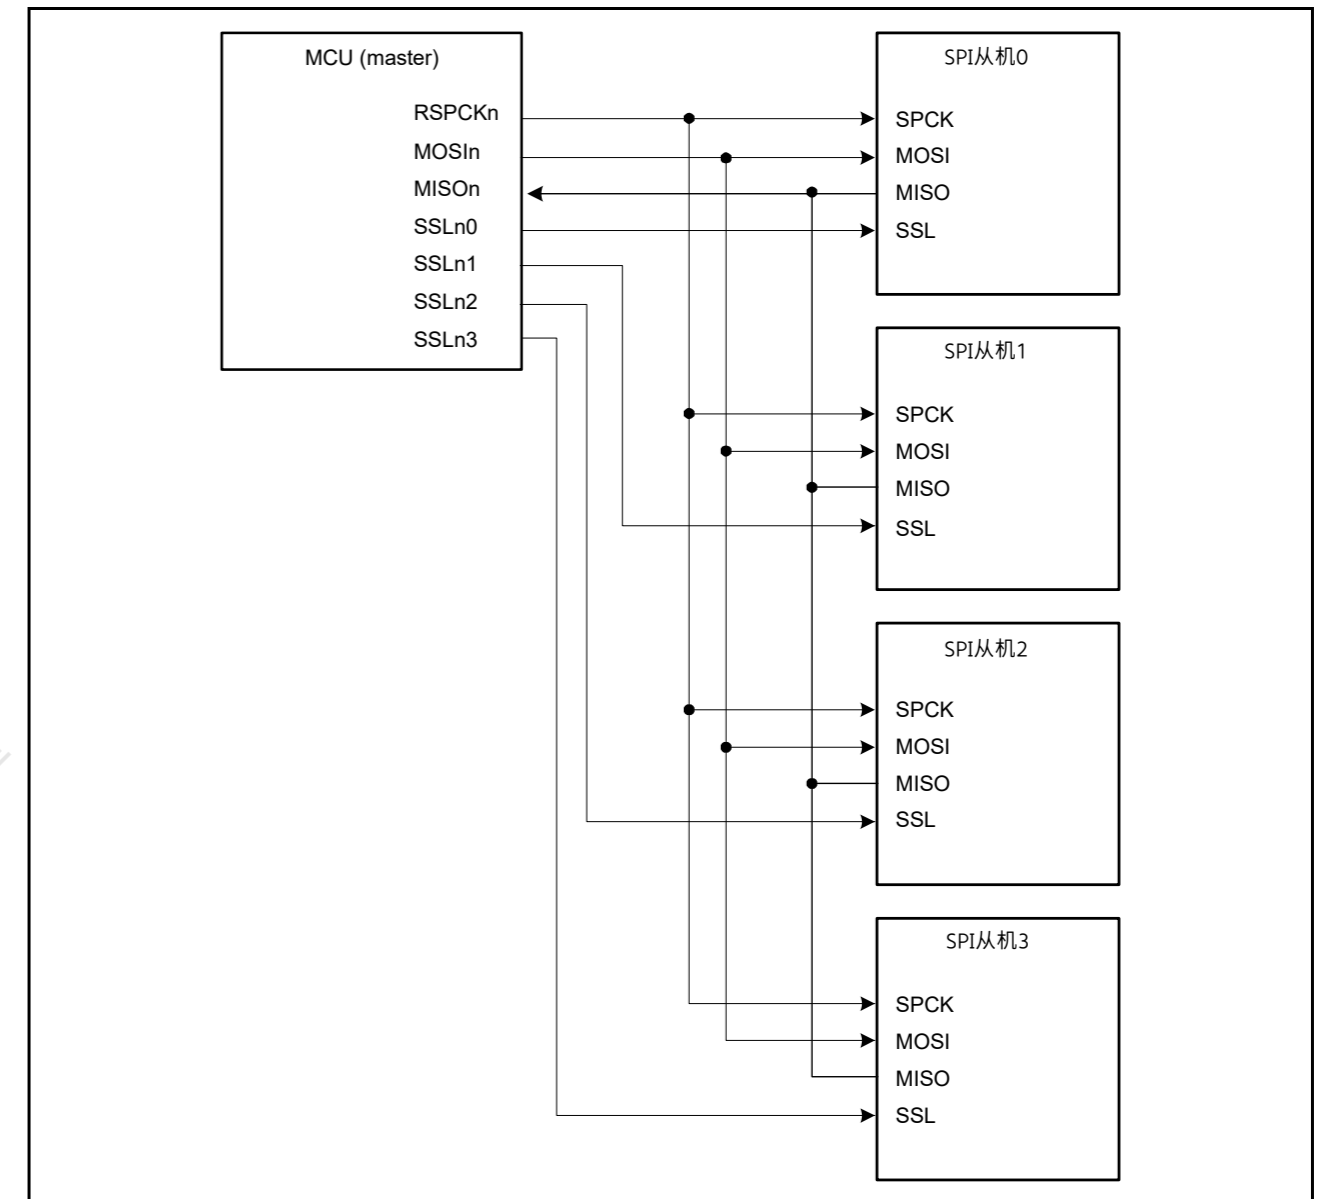 MCU (master)
RSPCKn
MOSIn
MISOn
SSLn0
SSLn1
SSLn2
SSLn3
SPI从机0
SPCK
MOSI
MISO
SSL
SPI从机1
SPCK
MOSI
MISO
SSL
SPI从机2
SPCK
MOSI
MISO
SSL
SPI从机3
SPCK
MOSI
MISO
SSL